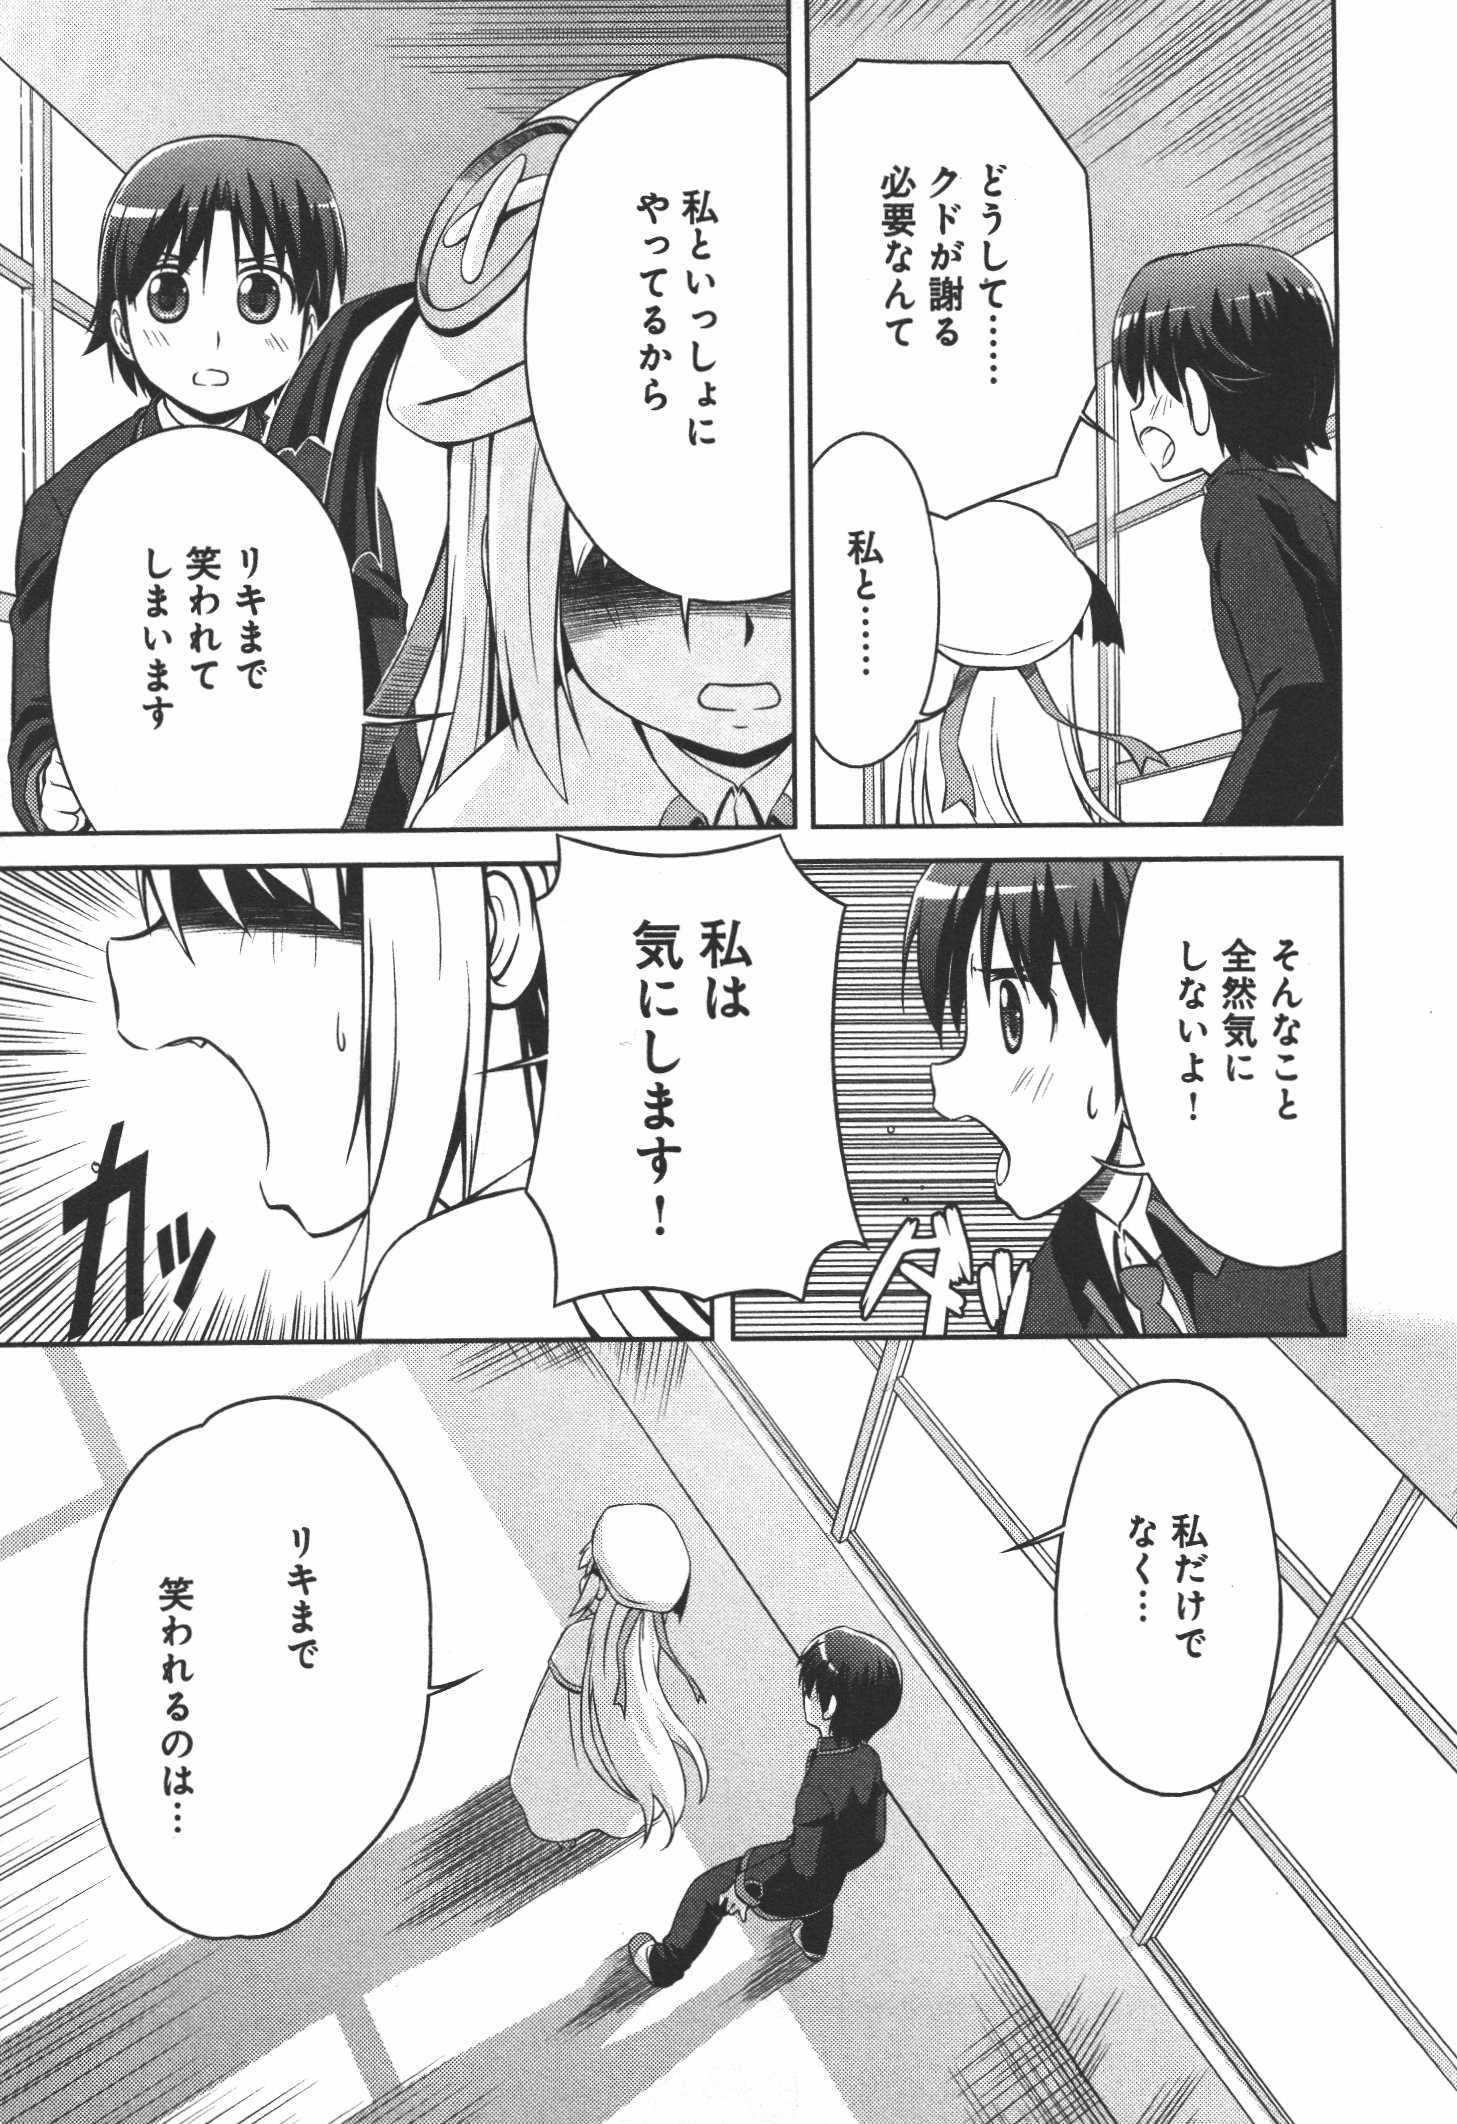 どうして……
クドが謝る
必要なんて
私と……
私といっしょに
やってるから
リキまで
笑われて
しまいます
そんなこと
全然気に
しないよ！
ガタッ
私は
気にします！
カッ
私だけで
なく…
リキまで
笑われるのは…